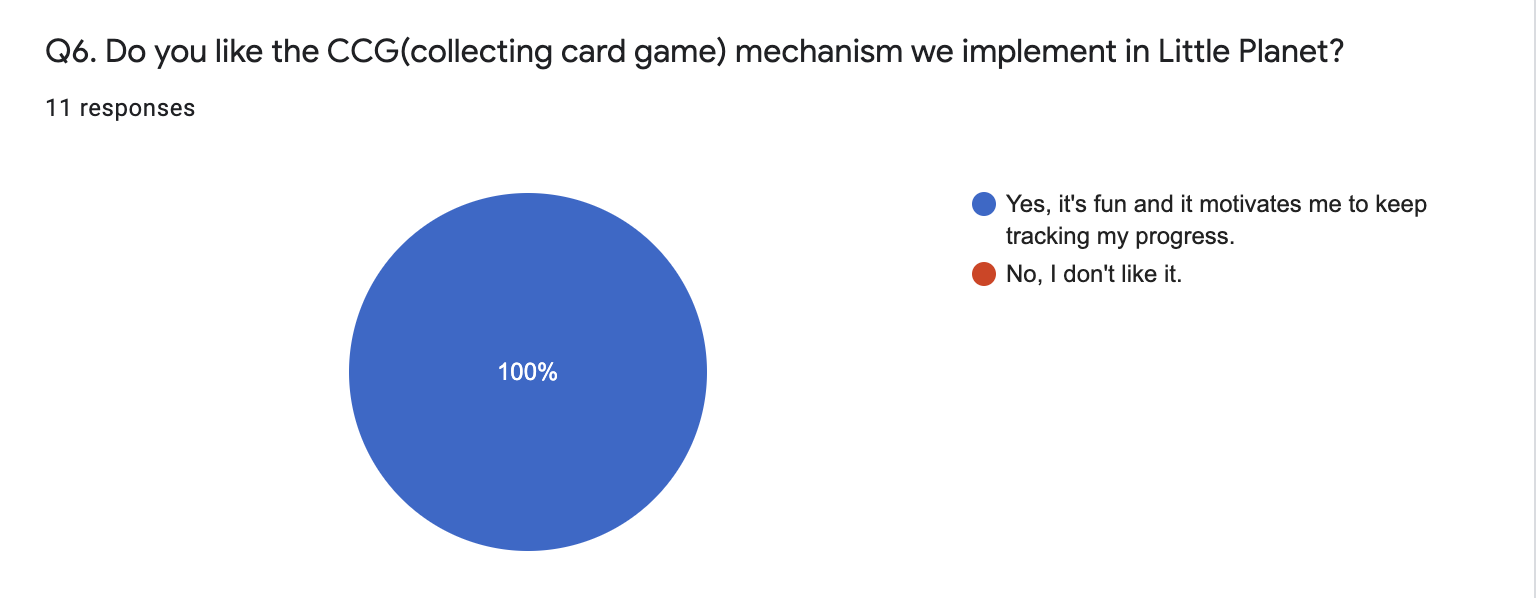 Q6. Do you like the CCG(collecting card game) mechanism we implement in Little Planet?
11 responses
100%
Yes, it's fun and it motivates me to keep
tracking my progress.
No, I don't like it.